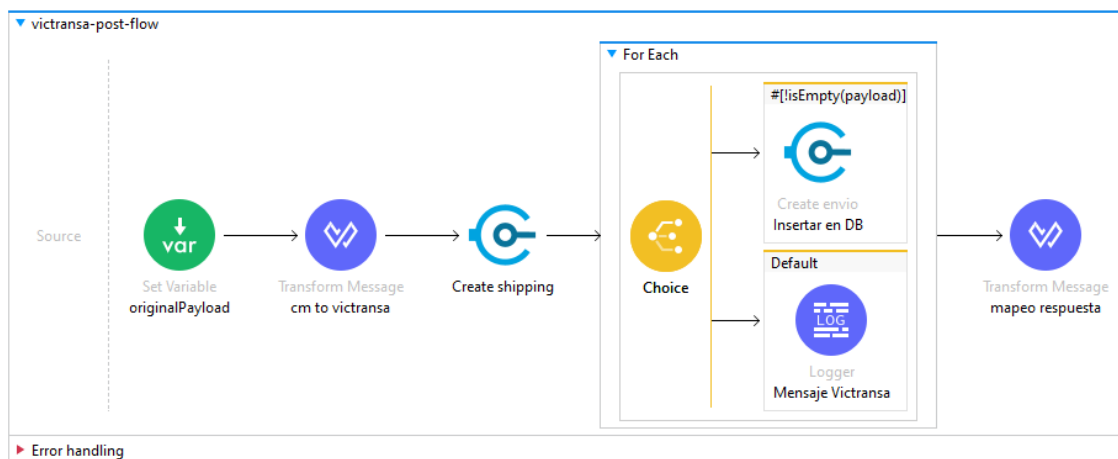 victransa-post-flow
For Each
#[!isEmpty(payload)]
Source
var
Set Variable
originalPayload
Transform Message
cm to victransa
Create shipping
Choice
Create envio
Insertar en DB
Default
LOG
Logger
Mensaje Victransa
Transform Message
mapeo respuesta
Error handling